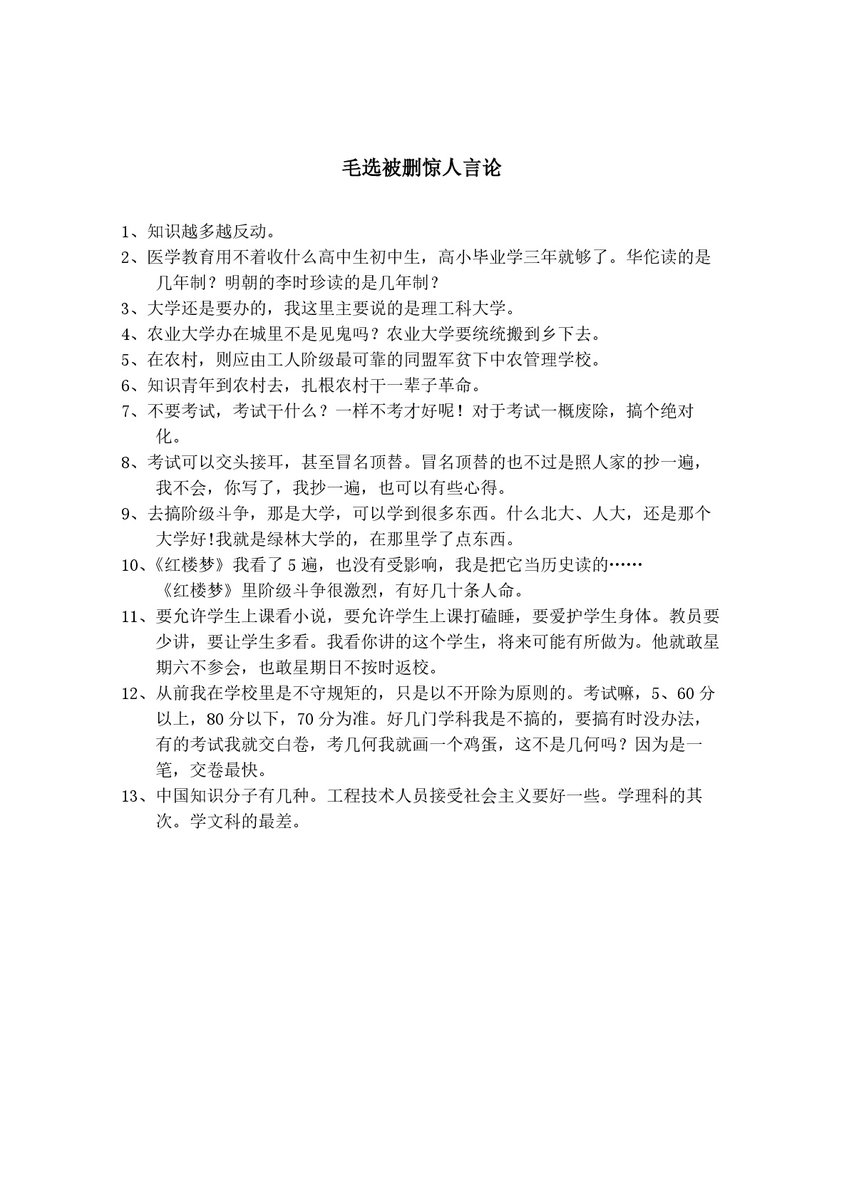 毛选被删惊人言论
1、知识越多越反动。
2、医学教育用不着收什么高中生初中生，高小毕业学三年就够了。华佗读的是
几年制？明朝的李时珍读的是几年制？
3、大学还是要办的，我这里主要说的是理工科大学。
4、农业大学办在城里不是见鬼吗？农业大学要统统搬到乡下去。
5、在农村，则应由工人阶级最可靠的同盟军贫下中农管理学校。
6、知识青年到农村去，扎根农村干一辈子革命。
7、不要考试，考试干什么？一样不考才好呢！对于考试一概废除，搞个绝对
化。
8、考试可以交头接耳，甚至冒名顶替。冒名顶替的也不过是照人家的抄一遍，
我不会，你写了，我抄一遍，也可以有些心得。
9、去搞阶级斗争，那是大学，可以学到很多东西。什么北大、人大，还是那个
大学好!我就是绿林大学的，在那里学了点东西。
10、《红楼梦》我看了 5 遍，也没有受影响，我是把它当历史读的……
《红楼梦》里阶级斗争很激烈，有好几十条人命。
11、要允许学生上课看小说，要允许学生上课打磕睡，要爱护学生身体。教员要
少讲，要让学生多看。我看你讲的这个学生，将来可能有所做为。他就敢星
期六不参会，也敢星期日不按时返校。
12、从前我在学校里是不守规矩的，只是以不开除为原则的。考试嘛，5、60 分
以上，80 分以下，70 分为准。好几门学科我是不搞的，要搞有时没办法，
有的考试我就交白卷，考几何我就画一个鸡蛋，这不是几何吗？因为是一
笔，交卷最快。
13、中国知识分子有几种。工程技术人员接受社会主义要好一些。学理科的其
次。学文科的最差。